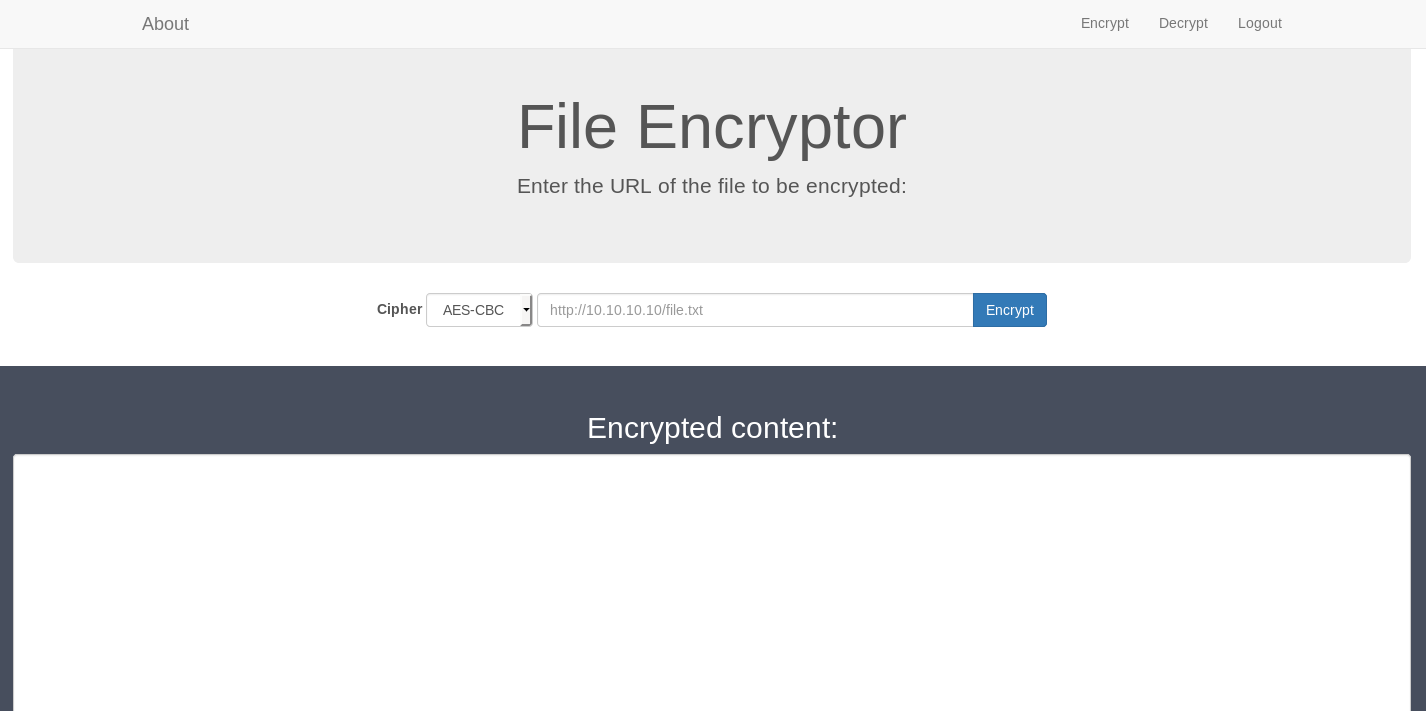 About Encrypt Decrypt Logout
File Encryptor
Enter the URL of the file to be encrypted:
Cipher AES-CBC http://10.10.10.10/file.txt Encrypt
Encrypted content: